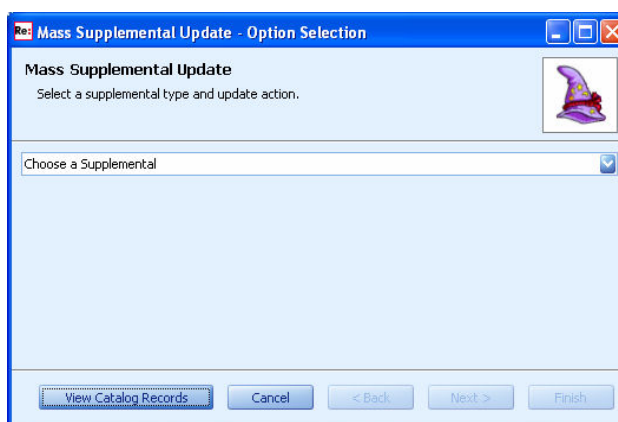 Re: Mass Supplemental Update - Option Selection
Mass Supplemental Update
Select a supplemental type and update action.
Choose a Supplemental
View Catalog Records Cancel < Back Next > Finish